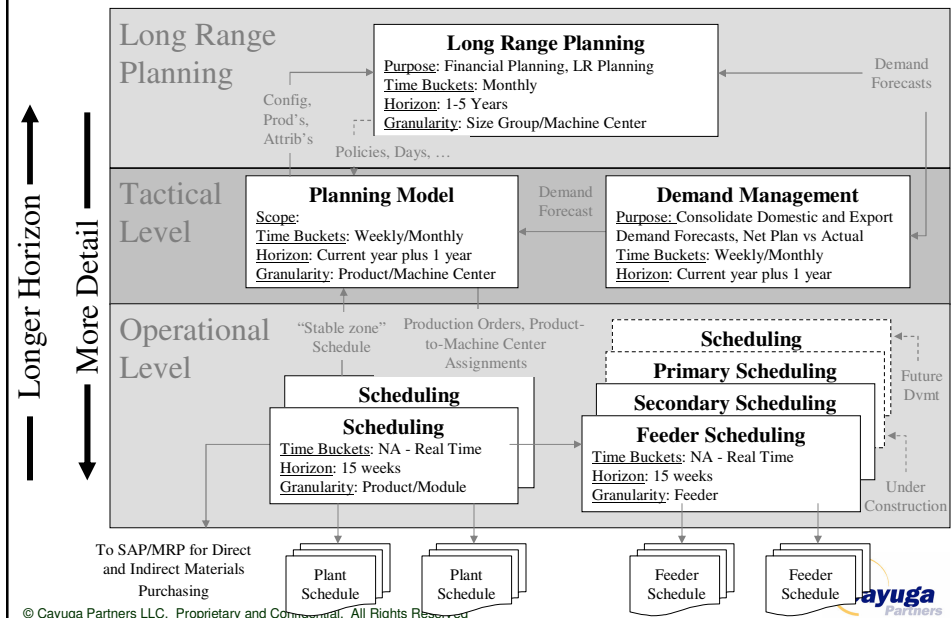 Long Range
Planning
Long Range Planning
Purpose: Financial Planning, LR Planning
Time Buckets: Monthly
Horizon: 1-5 Years
Granularity: Size Group/Machine Center
Demand
Forecasts
Config,
Prod's,
Attrib's
Policies, Days, …
Longer Horizon
More Detail
Tactical
Level
Planning Model
Scope:
Time Buckets: Weekly/Monthly
Horizon: Current year plus 1 year
Granularity: Product/Machine Center
Demand
Forecast
Demand Management
Purpose: Consolidate Domestic and Export
Demand Forecasts, Net Plan vs Actual
Time Buckets: Weekly/Monthly
Horizon: Current year plus 1 year
Operational
Level
“Stable zone”
Schedule
Production Orders, Product-
to-Machine Center
Assignments
Scheduling
Scheduling
Time Buckets: NA - Real Time
Horizon: 15 weeks
Granularity: Product/Module
Scheduling
Primary Scheduling
Secondary Scheduling
Feeder Scheduling
Time Buckets: NA - Real Time
Horizon: 15 weeks
Granularity: Feeder
Future
Dvmt
Under
Construction
To SAP/MRP for Direct
and Indirect Materials
Purchasing
Plant
Schedule
Plant
Schedule
Feeder
Schedule
Feeder
Schedule
© Cayuga Partners LLC. Proprietary and Confidential. All Rights Reserved
Cayuga
Partners